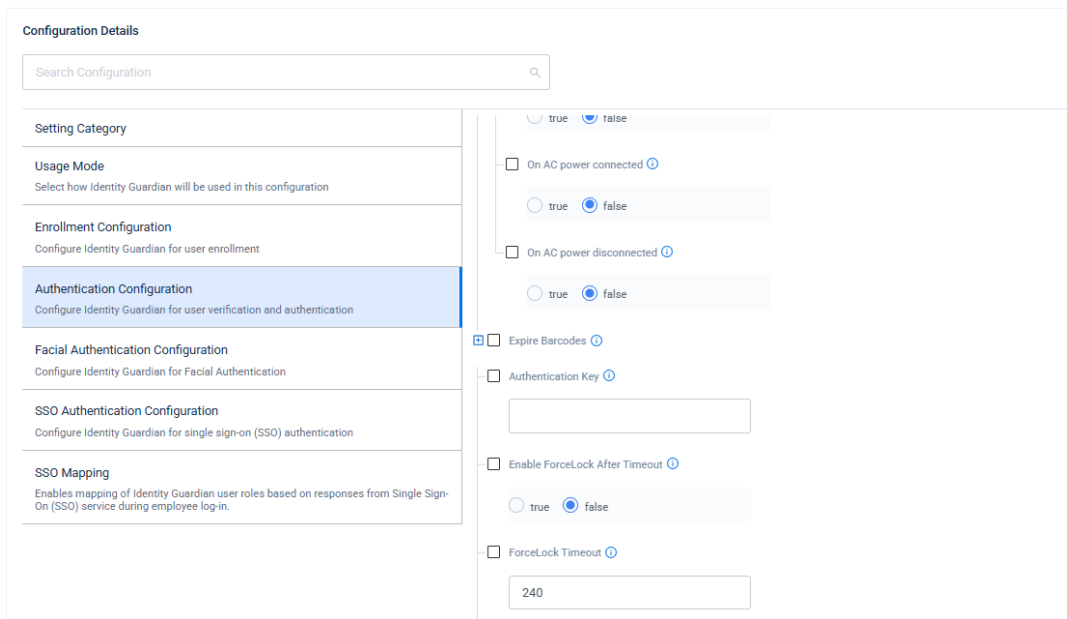 Configuration Details
Search Configuration
Setting Category
Usage Mode
Select how Identity Guardian will be used in this configuration
Enrollment Configuration
Configure Identity Guardian for user enrollment
Authentication Configuration
Configure Identity Guardian for user verification and authentication
Facial Authentication Configuration
Configure Identity Guardian for Facial Authentication
SSO Authentication Configuration
Configure Identity Guardian for single sign-on (SSO) authentication
SSO Mapping
Enables mapping of Identity Guardian user roles based on responses from Single Sign-
On (SSO) service during employee log-in.
true false
On AC power connected
true false
On AC power disconnected
true false
Expire Barcodes
Authentication Key
Enable ForceLock After Timeout
true false
ForceLock Timeout
240